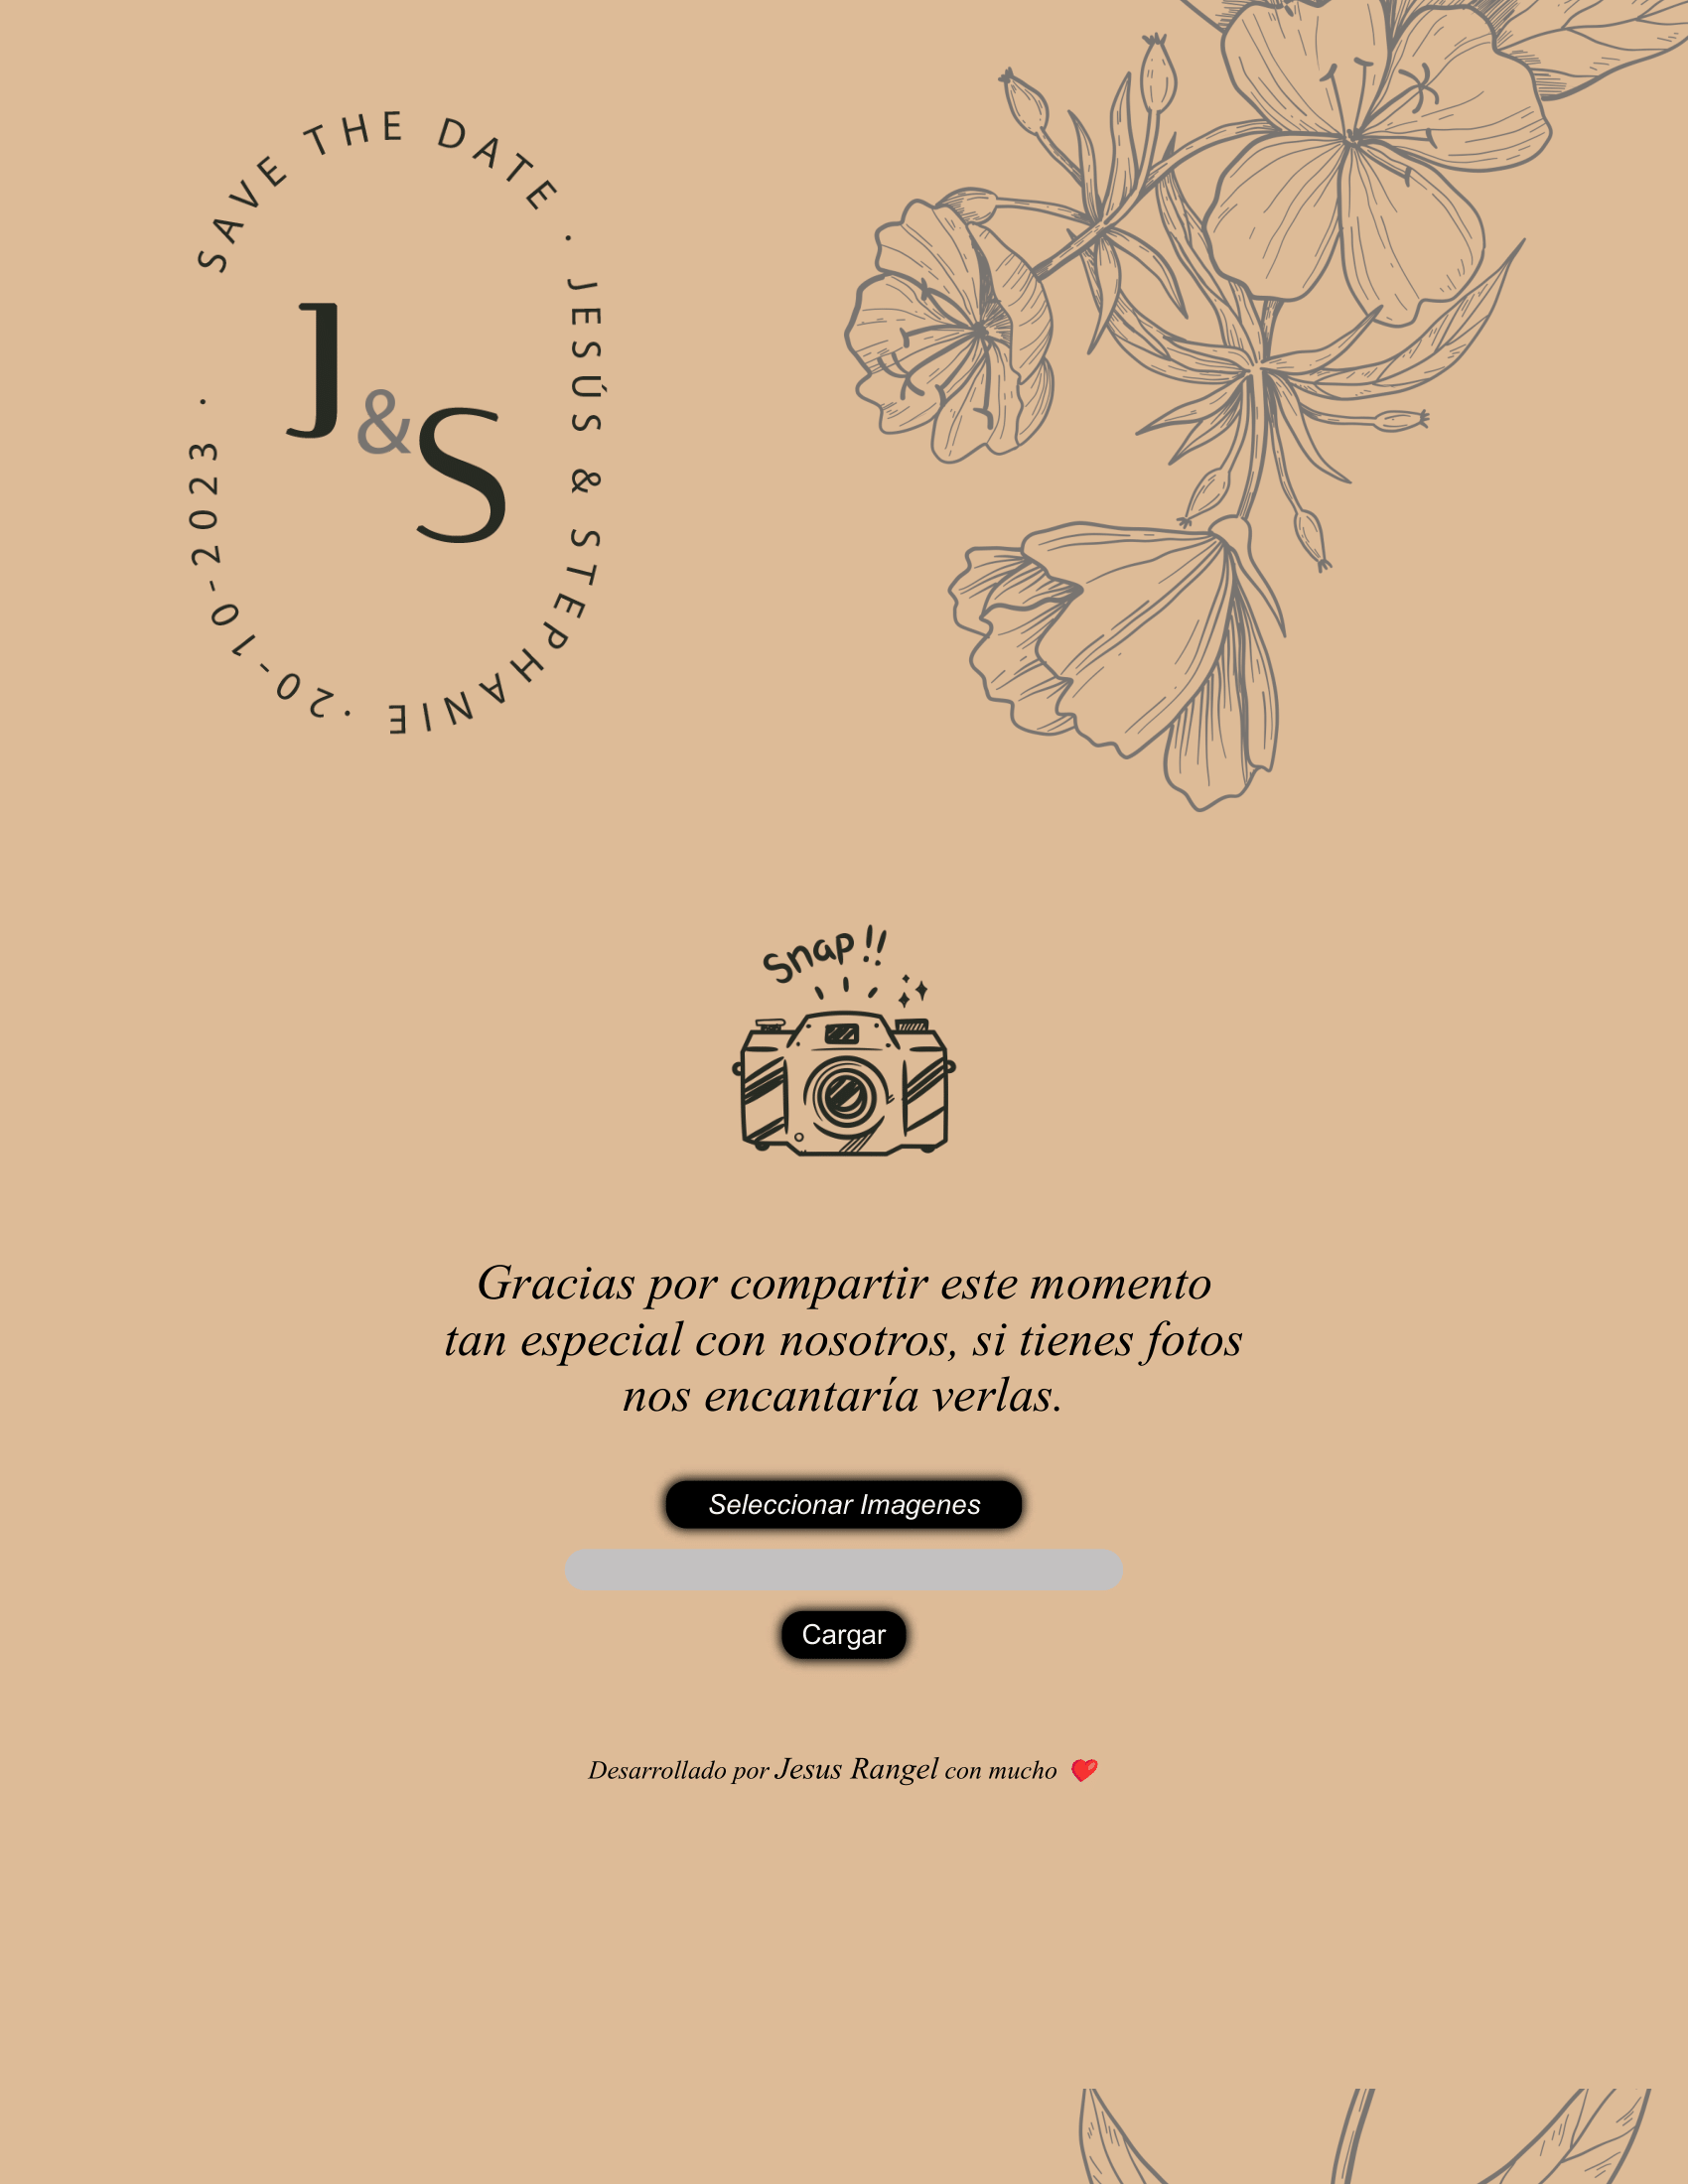 SAVE THE DATE · JESÚS & STEPHANIE · 20-10-2023 ·
J&S
Snap!!
Gracias por compartir este momento
tan especial con nosotros, si tienes fotos
nos encantaría verlas.
Seleccionar Imagenes
Cargar
Desarrollado por Jesus Rangel con mucho ❤